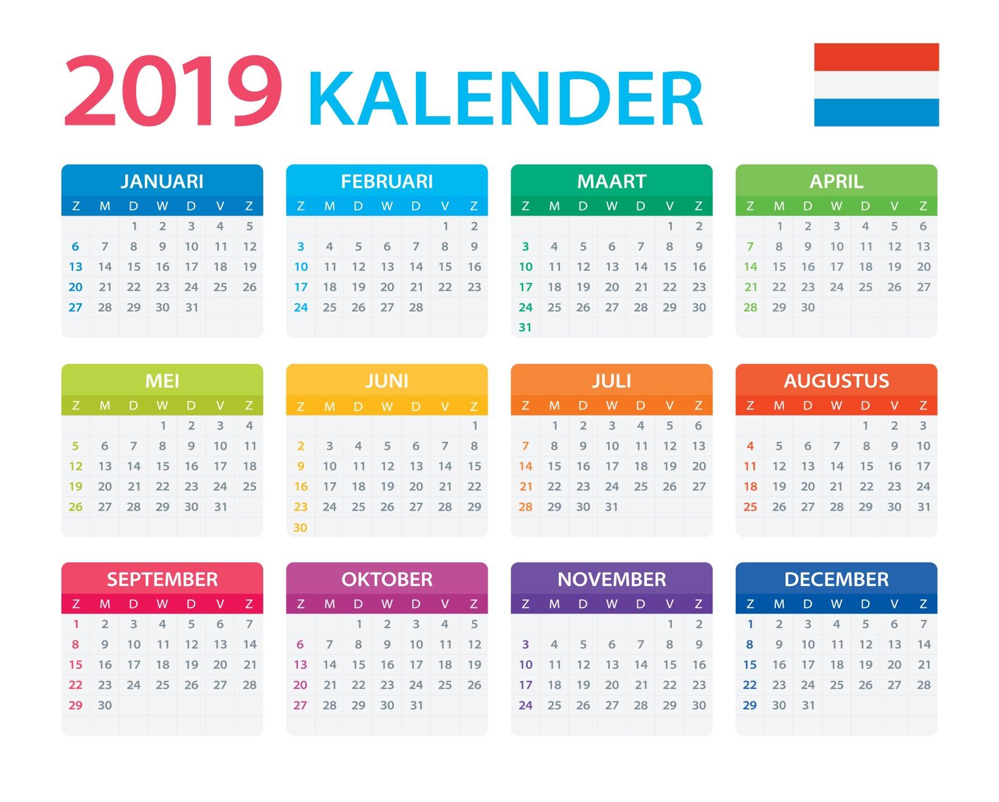 2019 KALENDER
JANUARI
Z M D W D V Z
1 2 3 4 5
6 7 8 9 10 11 12
13 14 15 16 17 18 19
20 21 22 23 24 25 26
27 28 29 30 31
FEBRUARI
Z M D W D V Z
1 2
3 4 5 6 7 8 9
10 11 12 13 14 15 16
17 18 19 20 21 22 23
24 25 26 27 28
MAART
Z M D W D V Z
1 2
3 4 5 6 7 8 9
10 11 12 13 14 15 16
17 18 19 20 21 22 23
24 25 26 27 28 29 30
31
APRIL
Z M D W D V Z
1 2 3 4 5 6
7 8 9 10 11 12 13
14 15 16 17 18 19 20
21 22 23 24 25 26 27
28 29 30
MEI
Z M D W D V Z
1 2 3 4
5 6 7 8 9 10 11
12 13 14 15 16 17 18
19 20 21 22 23 24 25
26 27 28 29 30 31
JUNI
Z M D W D V Z
1
2 3 4 5 6 7 8
9 10 11 12 13 14 15
16 17 18 19 20 21 22
23 24 25 26 27 28 29
30
JULI
Z M D W D V Z
1 2 3 4 5 6
7 8 9 10 11 12 13
14 15 16 17 18 19 20
21 22 23 24 25 26 27
28 29 30 31
AUGUSTUS
Z M D W D V Z
1 2 3
4 5 6 7 8 9 10
11 12 13 14 15 16 17
18 19 20 21 22 23 24
25 26 27 28 29 30 31
SEPTEMBER
Z M D W D V Z
1 2 3 4 5 6 7
8 9 10 11 12 13 14
15 16 17 18 19 20 21
22 23 24 25 26 27 28
29 30
OKTOBER
Z M D W D V Z
1 2 3 4 5
6 7 8 9 10 11 12
13 14 15 16 17 18 19
20 21 22 23 24 25 26
27 28 29 30 31
NOVEMBER
Z M D W D V Z
1 2
3 4 5 6 7 8 9
10 11 12 13 14 15 16
17 18 19 20 21 22 23
24 25 26 27 28 29 30
DECEMBER
Z M D W D V Z
1 2 3 4 5 6 7
8 9 10 11 12 13 14
15 16 17 18 19 20 21
22 23 24 25 26 27 28
29 30 31